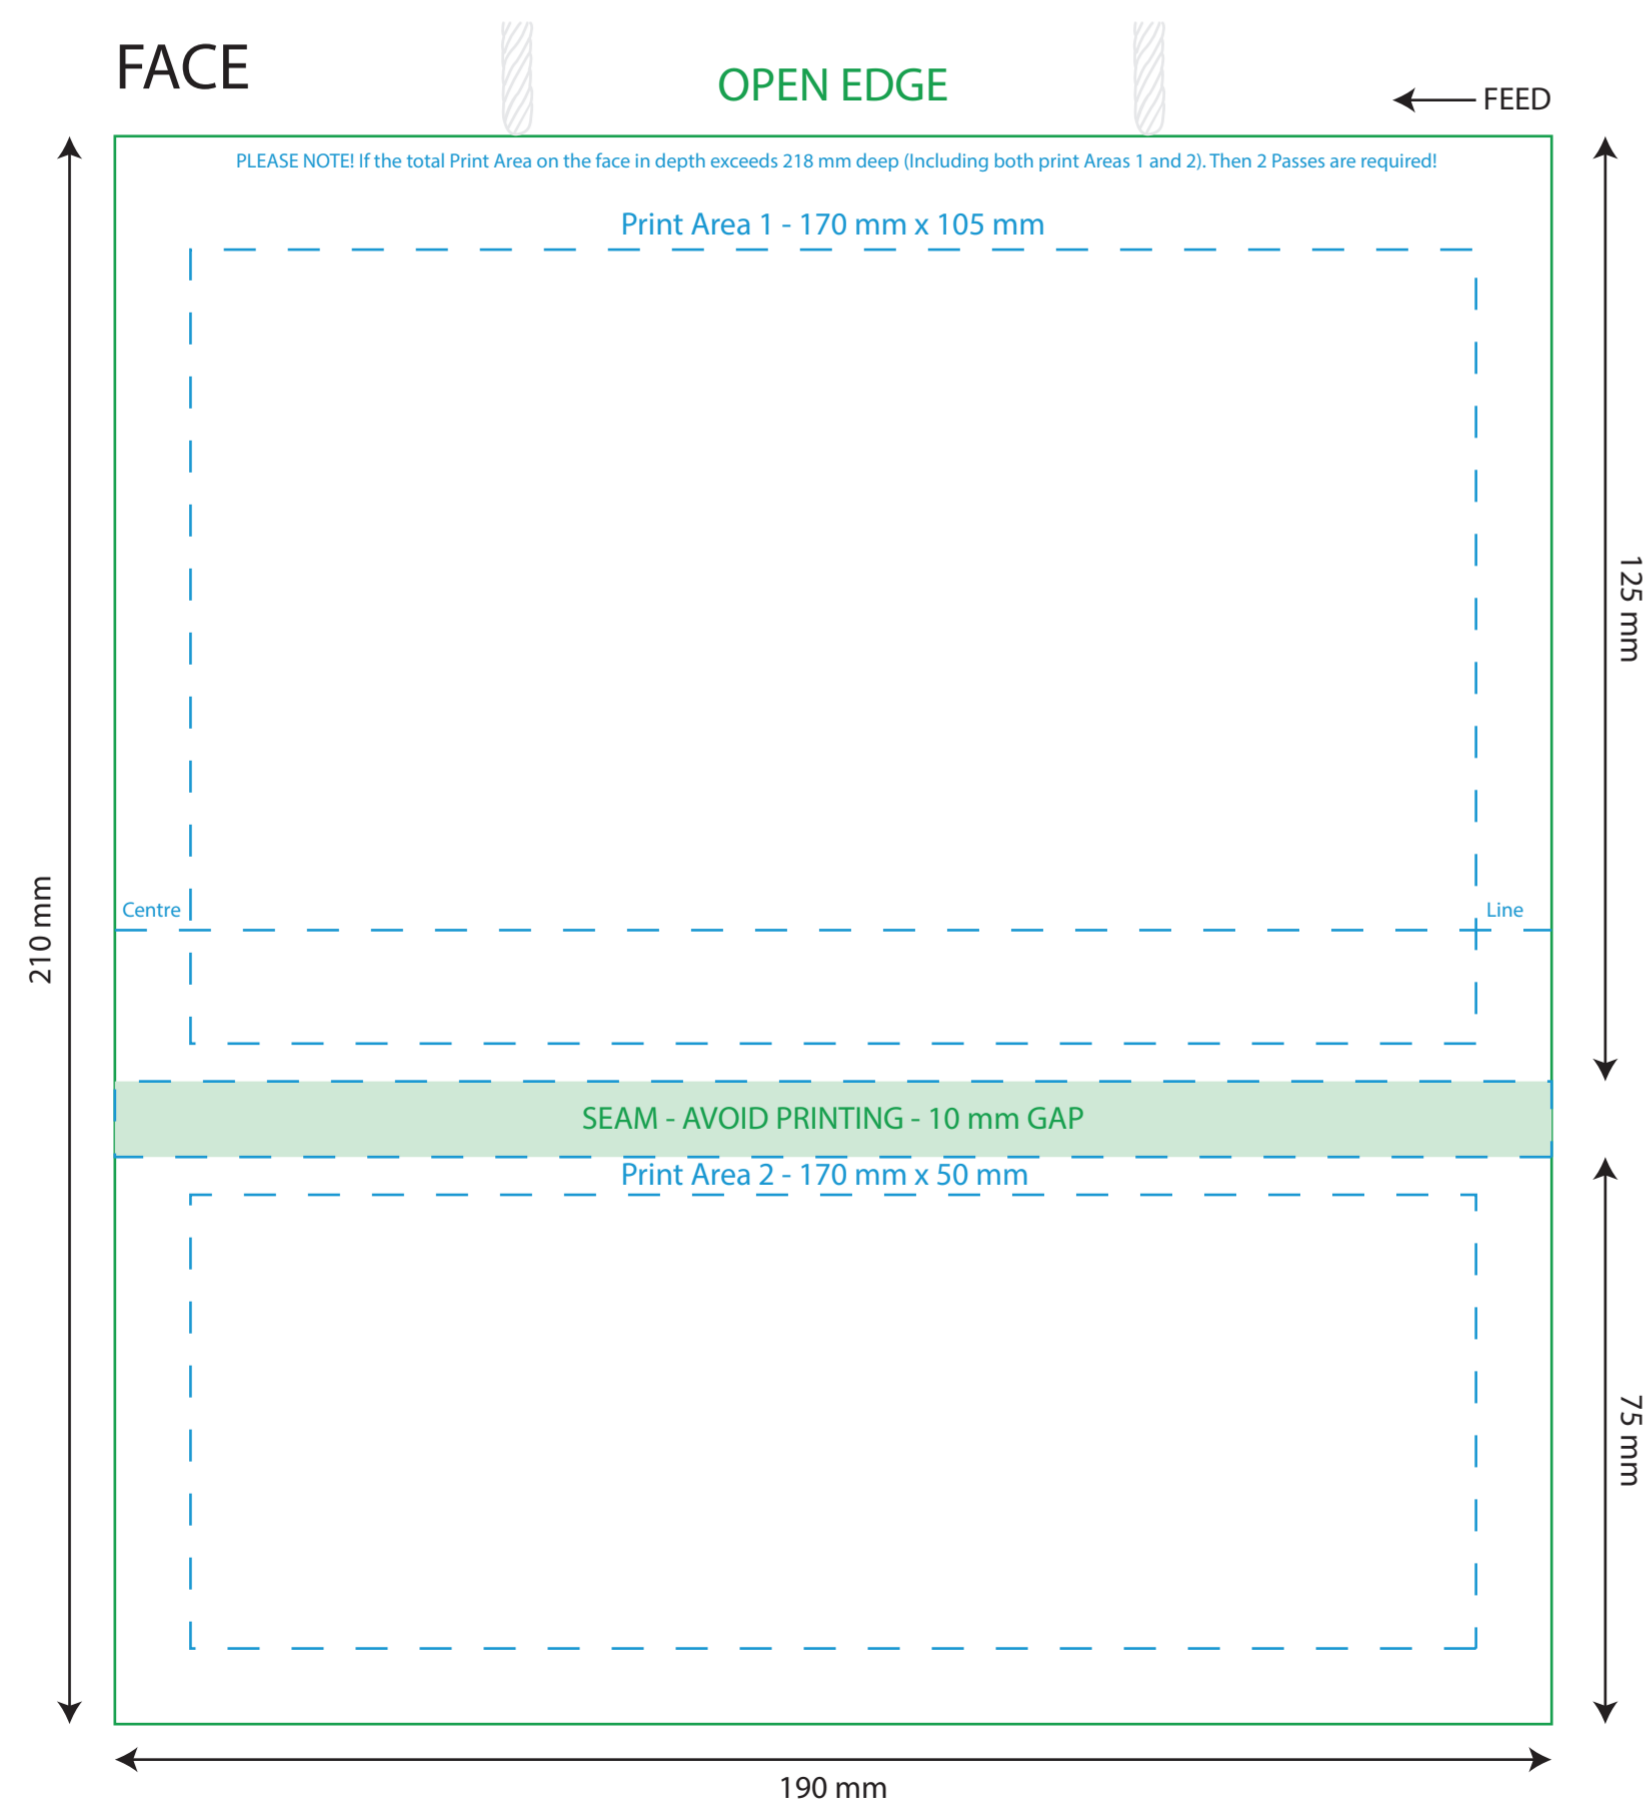 FACE
OPEN EDGE
FEED
PLEASE NOTE! If the total Print Area on the face in depth exceeds 218 mm deep (Including both print Areas 1 and 2). Then 2 Passes are required!
Print Area 1 - 170 mm x 105 mm
125 mm
210 mm
Centre
Line
SEAM - AVOID PRINTING - 10 mm GAP
Print Area 2 - 170 mm x 50 mm
75 mm
190 mm